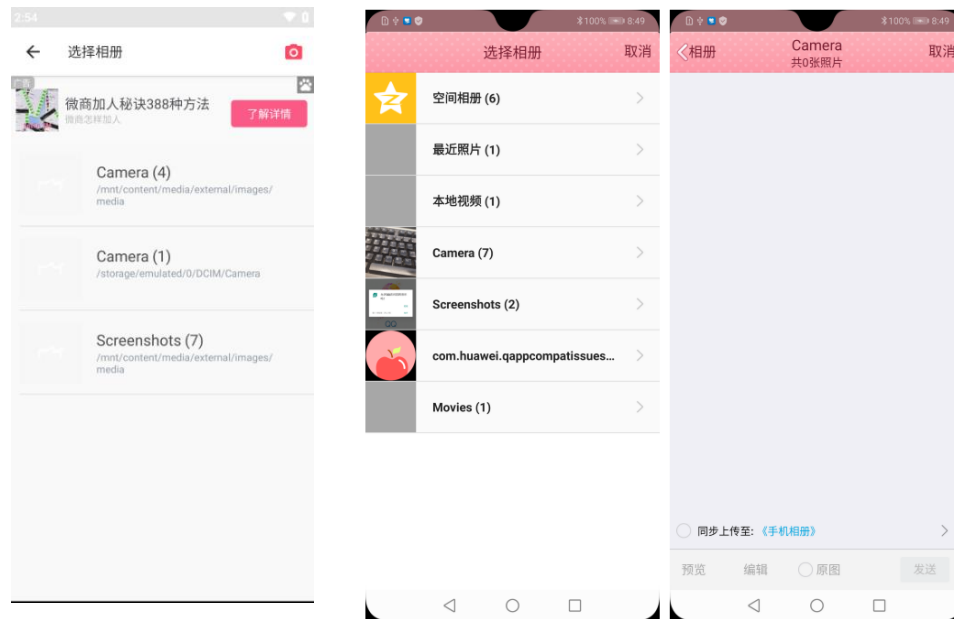 2:54
选择相册
广告
微商加人秘诀388种方法
微商怎样加人
了解详情
Camera (4)
/mnt/content/media/external/images/
media
Camera (1)
/storage/emulated/0/DCIM/Camera
Screenshots (7)
/mnt/content/media/external/images/
media
100% 8:49
选择相册
取消
空间相册 (6)
最近照片 (1)
本地视频 (1)
Camera (7)
Screenshots (2)
QQ
com.huawei.qappcompatissues...
Movies (1)
100% 8:49
相册
Camera
取消
共0张照片
同步上传至:《手机相册》
预览
编辑
原图
发送